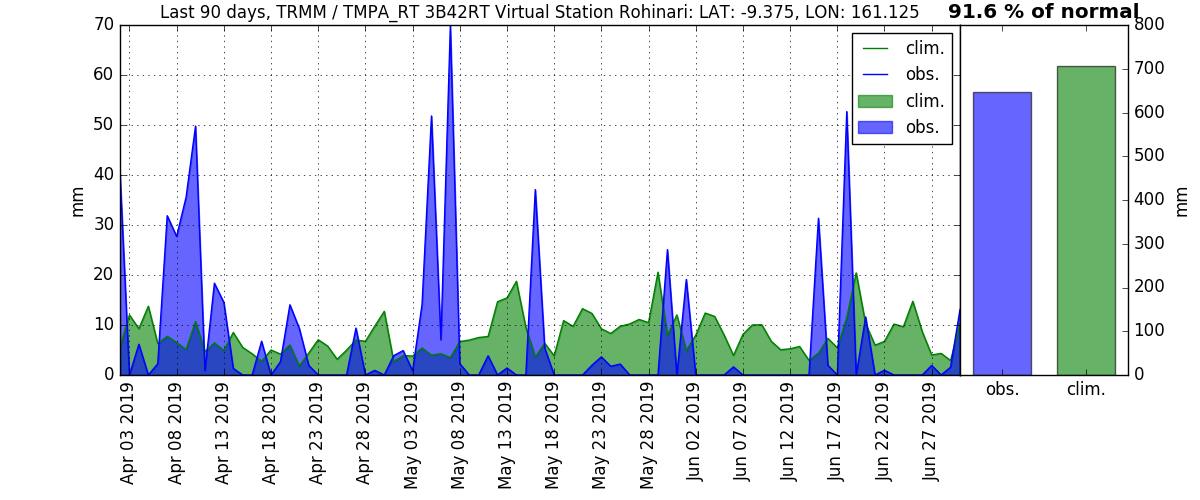 Last 90 days, TRMM / TMPA_RT 3B42RT Virtual Station Rohinari: LAT: -9.375, LON: 161.125
91.6 % of normal
70
60
50
40
30
20
10
0
mm
clim.
obs.
clim.
obs.
Apr 03 2019
Apr 08 2019
Apr 13 2019
Apr 18 2019
Apr 23 2019
Apr 28 2019
May 03 2019
May 08 2019
May 13 2019
May 18 2019
May 23 2019
May 28 2019
Jun 02 2019
Jun 07 2019
Jun 12 2019
Jun 17 2019
Jun 22 2019
Jun 27 2019
800
700
600
500
400
300
200
100
0
mm
obs.
clim.